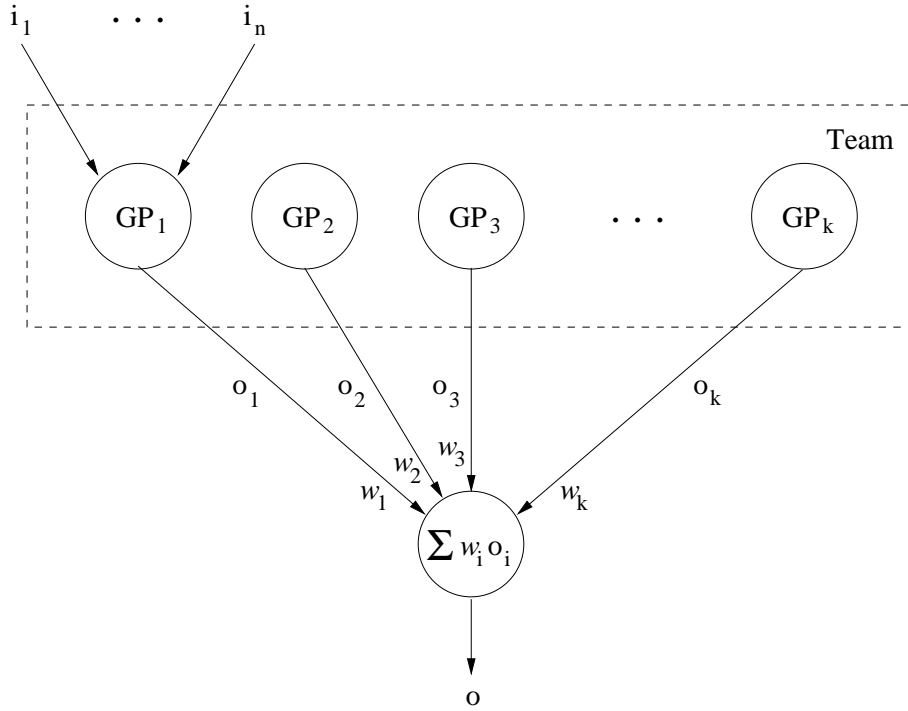 i₁ · · · iₙ
Team
GP₁ GP₂ GP₃ · · · GPₖ
o₁ o₂ o₃ oₖ
w₁ w₂ w₃ wₖ
Σ wᵢ oᵢ
o